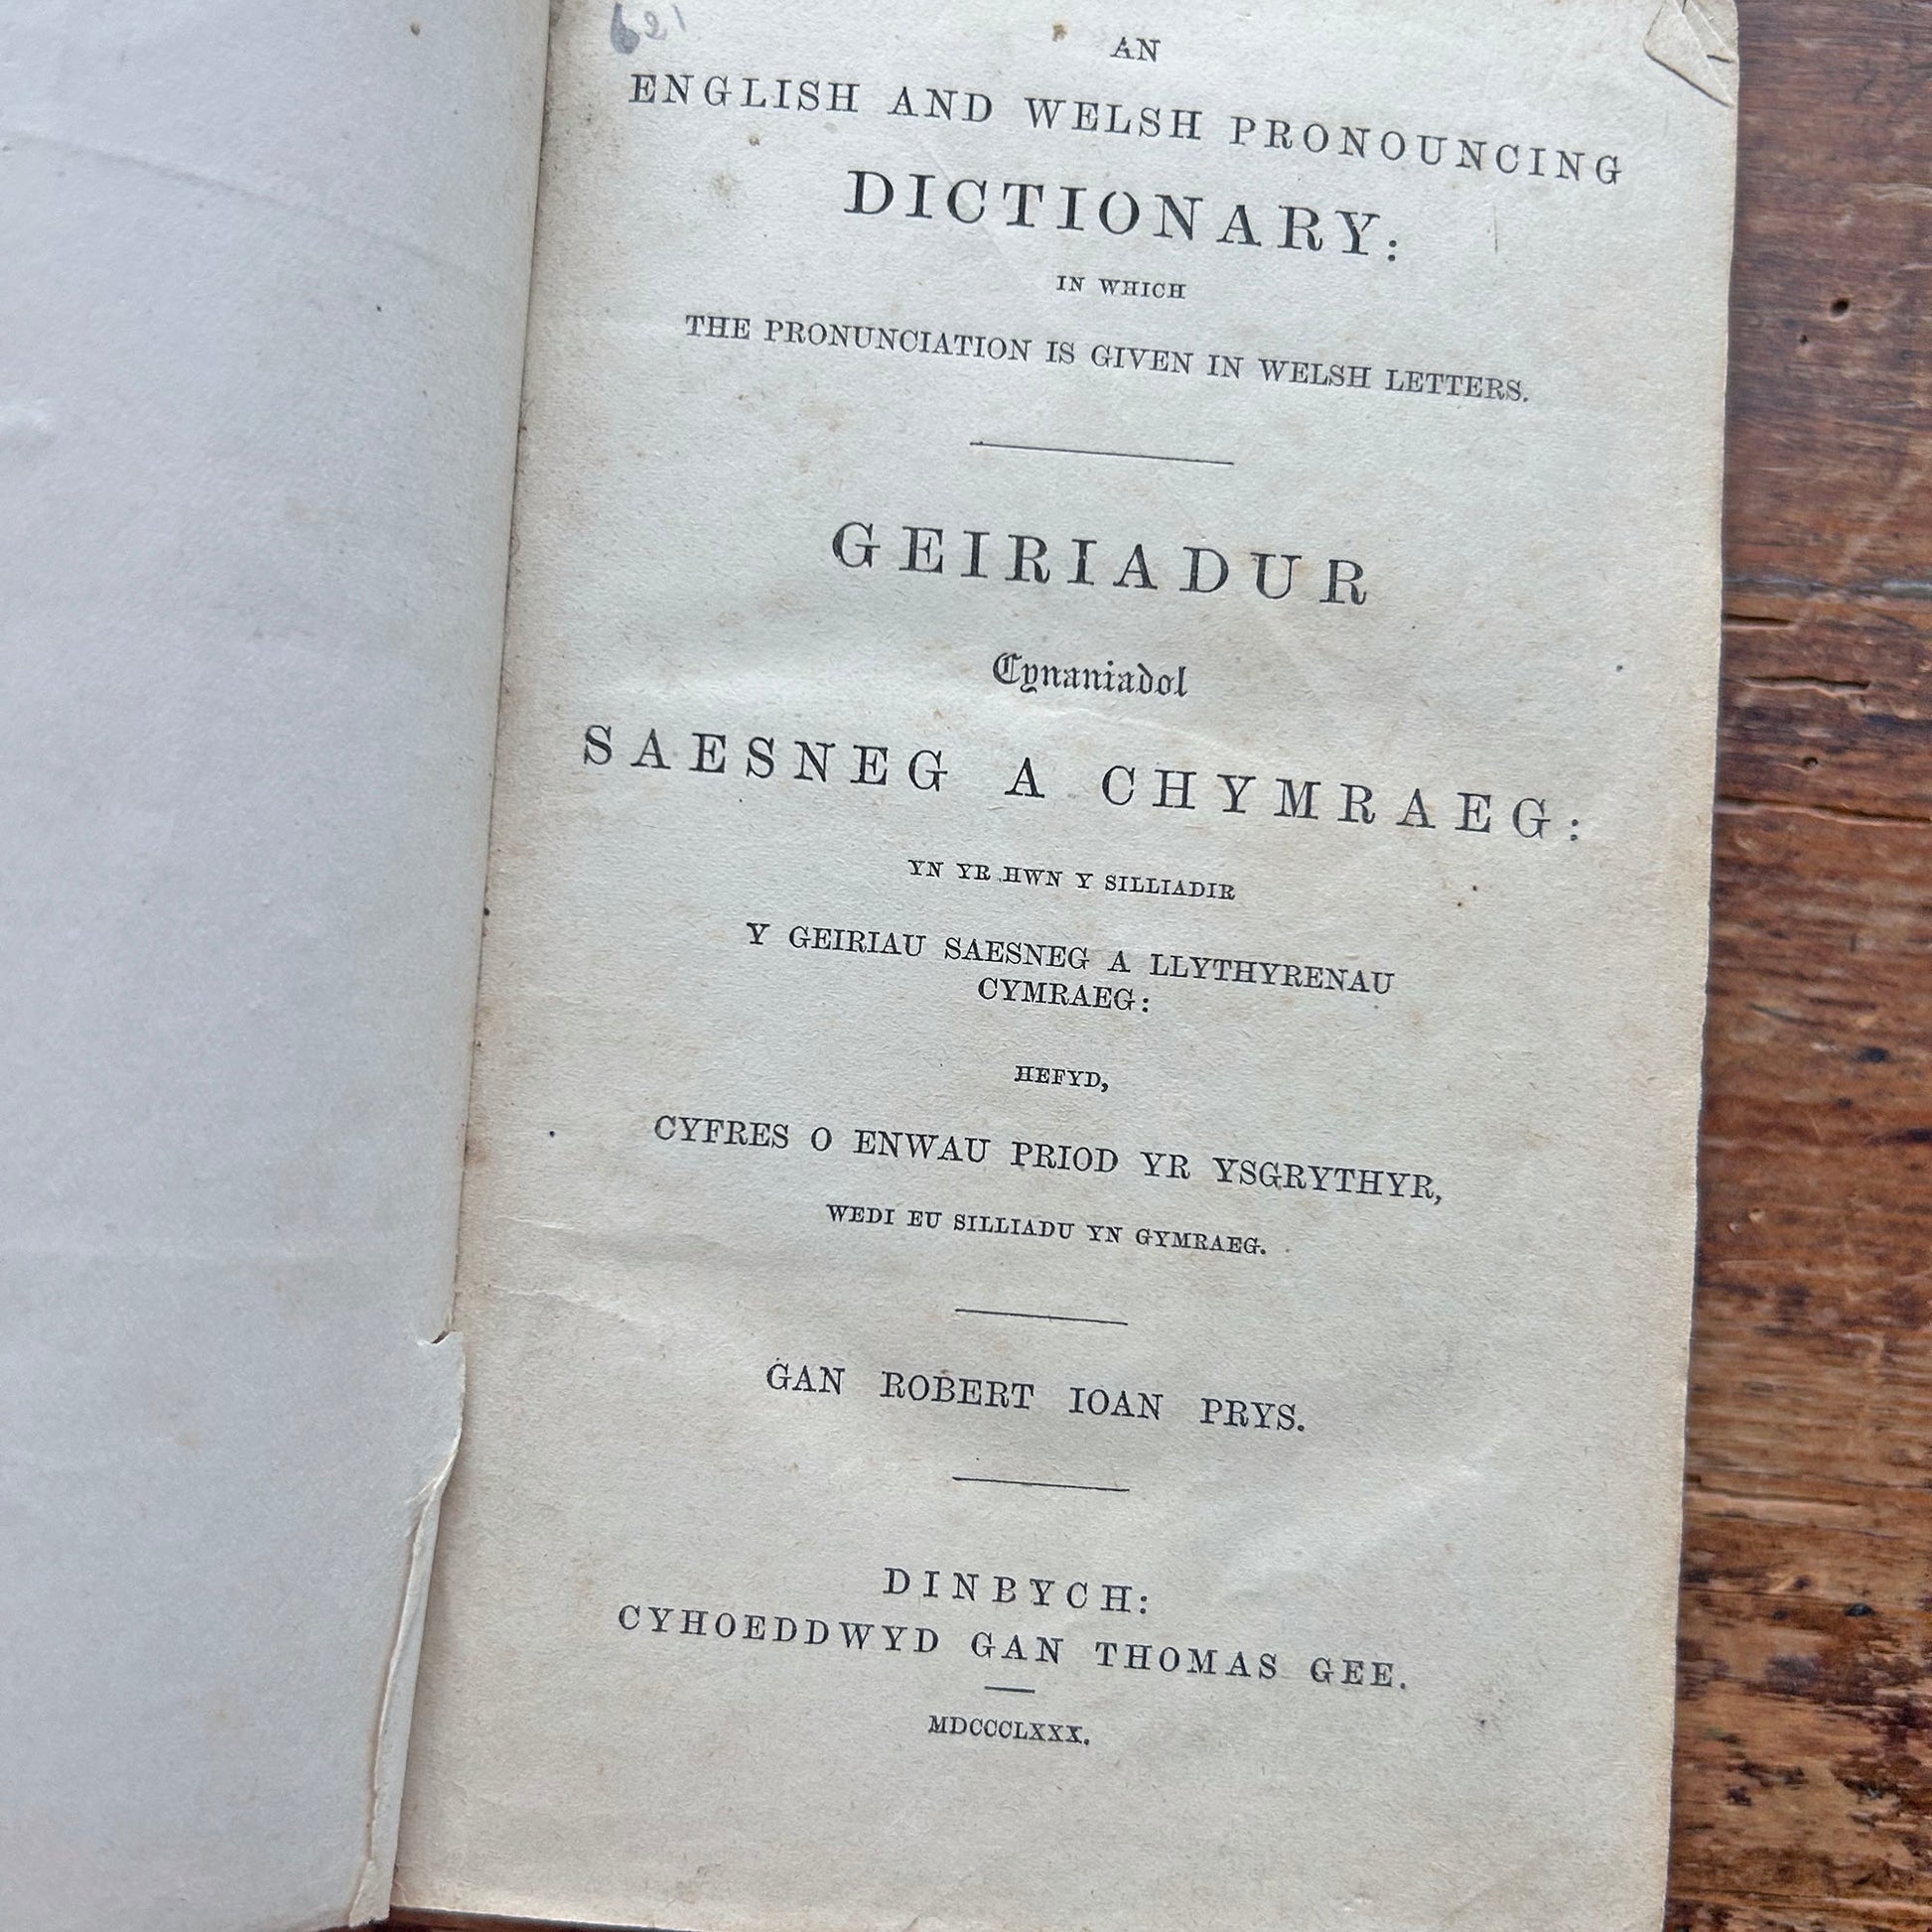 621
AN
ENGLISH AND WELSH PRONOUNCING
DICTIONARY:
IN WHICH
THE PRONUNCIATION IS GIVEN IN WELSH LETTERS.
GEIRIADUR
Cynaniadol
SAESNEG A CHYMRAEG:
YN YR HWN Y SILLIADIR
Y GEIRIAU SAESNEG A LLYTHYRENAU
CYMRAEG:
HEFYD,
CYFRES O ENWAU PRIOD YR YSGRYTHYR,
WEDI EU SILLIADU YN GYMRAEG.
GAN ROBERT IOAN PRYS.
DINBYCH:
CYHOEDDWYD GAN THOMAS GEE.
MDCCCLXXX.